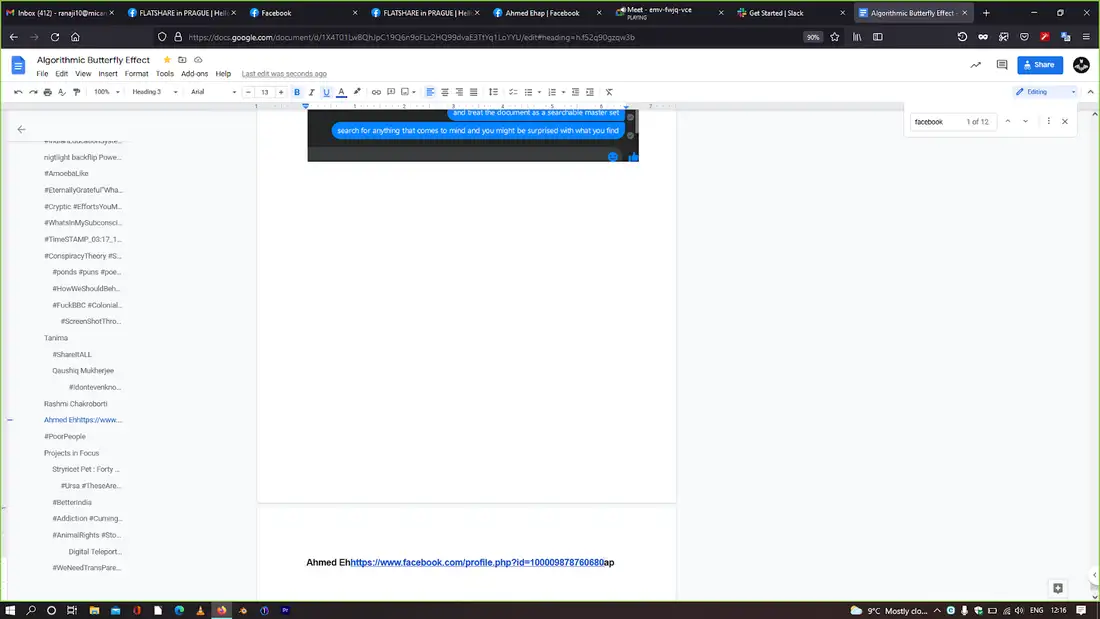 Inbox (412) - ranaji10@mican
FLATSHARE in PRAGUE | Hello
Facebook
FLATSHARE in PRAGUE | Hello
Ahmed Ehap | Facebook
Meet - emv-fwjq-vce
PLAYING
Get Started | Slack
Algorithmic Butterfly Effect -
90%
Algorithmic Butterfly Effect
File Edit View Insert Format Tools Add-ons Help Last edit was seconds ago
Share
100% Heading 3 Arial 13 Editing
facebook 1 of 12
and treat the document as a searchable master set
search for anything that comes to mind and you might be surprised with what you find
nigtlight backflip Powe...
#AmoebaLike
#EternallyGrateful"Wha...
#Cryptic #EffortsYouM...
#WhatsInMySubconsci...
#TimeSTAMP_03:17_1...
#ConspiracyTheory #S...
#ponds #puns #poe...
#HowWeShouldBeh...
#FuckBBC #Colonial...
#ScreenShotThro...
Tanima
#ShareItALL
Qaushiq Mukherjee
#Idontevenkno...
Rashmi Chakroborti
Ahmed Ehhttps://www....
#PoorPeople
Projects in Focus
Stryricet Pet : Forty ...
#Ursa #TheseAre...
#BetterIndia
#Addiction #Cuming...
#AnimalRights #Sto...
Digital Teleport...
#WeNeedTransPare...
Ahmed Ehhttps://www.facebook.com/profile.php?id=100009878760680ap
9°C Mostly clo... ENG 12:16